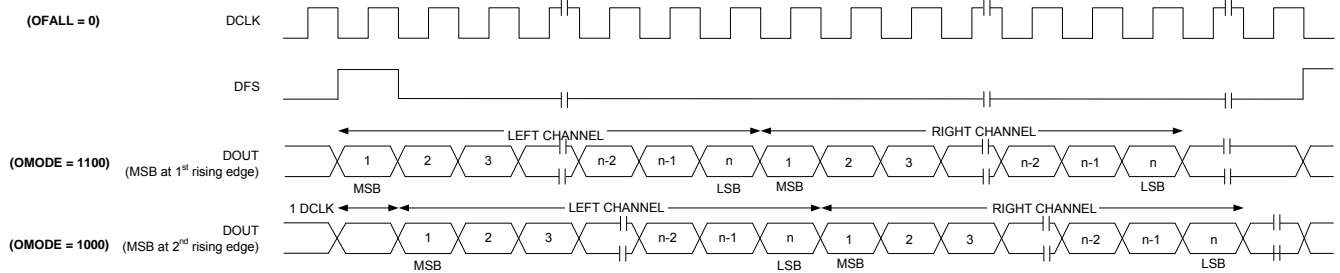 (OFALL = 0) DCLK
DFS
LEFT CHANNEL RIGHT CHANNEL
(OMODE = 1100) DOUT (MSB at 1st rising edge) 1 2 3 n-2 n-1 n 1 2 3 n-2 n-1 n
MSB LSB MSB LSB
1 DCLK LEFT CHANNEL RIGHT CHANNEL
(OMODE = 1000) DOUT (MSB at 2nd rising edge) 1 2 3 n-2 n-1 n 1 2 3 n-2 n-1 n
MSB LSB MSB LSB